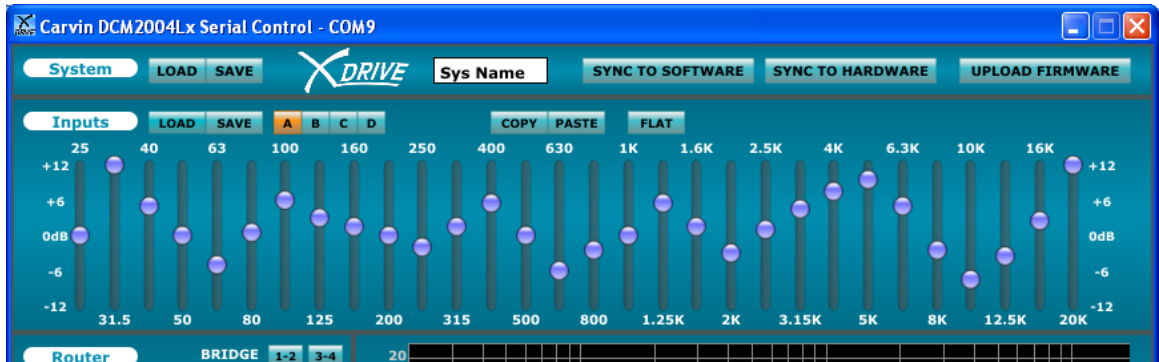 Carvin DCM2004Lx Serial Control - COM9
System LOAD SAVE X DRIVE Sys Name SYNC TO SOFTWARE SYNC TO HARDWARE UPLOAD FIRMWARE
Inputs LOAD SAVE A B C D COPY PASTE FLAT
25 40 63 100 160 250 400 630 1K 1.6K 2.5K 4K 6.3K 10K 16K
+12 +12
+6 +6
0dB 0dB
-6 -6
-12 -12
31.5 50 80 125 200 315 500 800 1.25K 2K 3.15K 5K 8K 12.5K 20K
Router BRIDGE 1-2 3-4 20